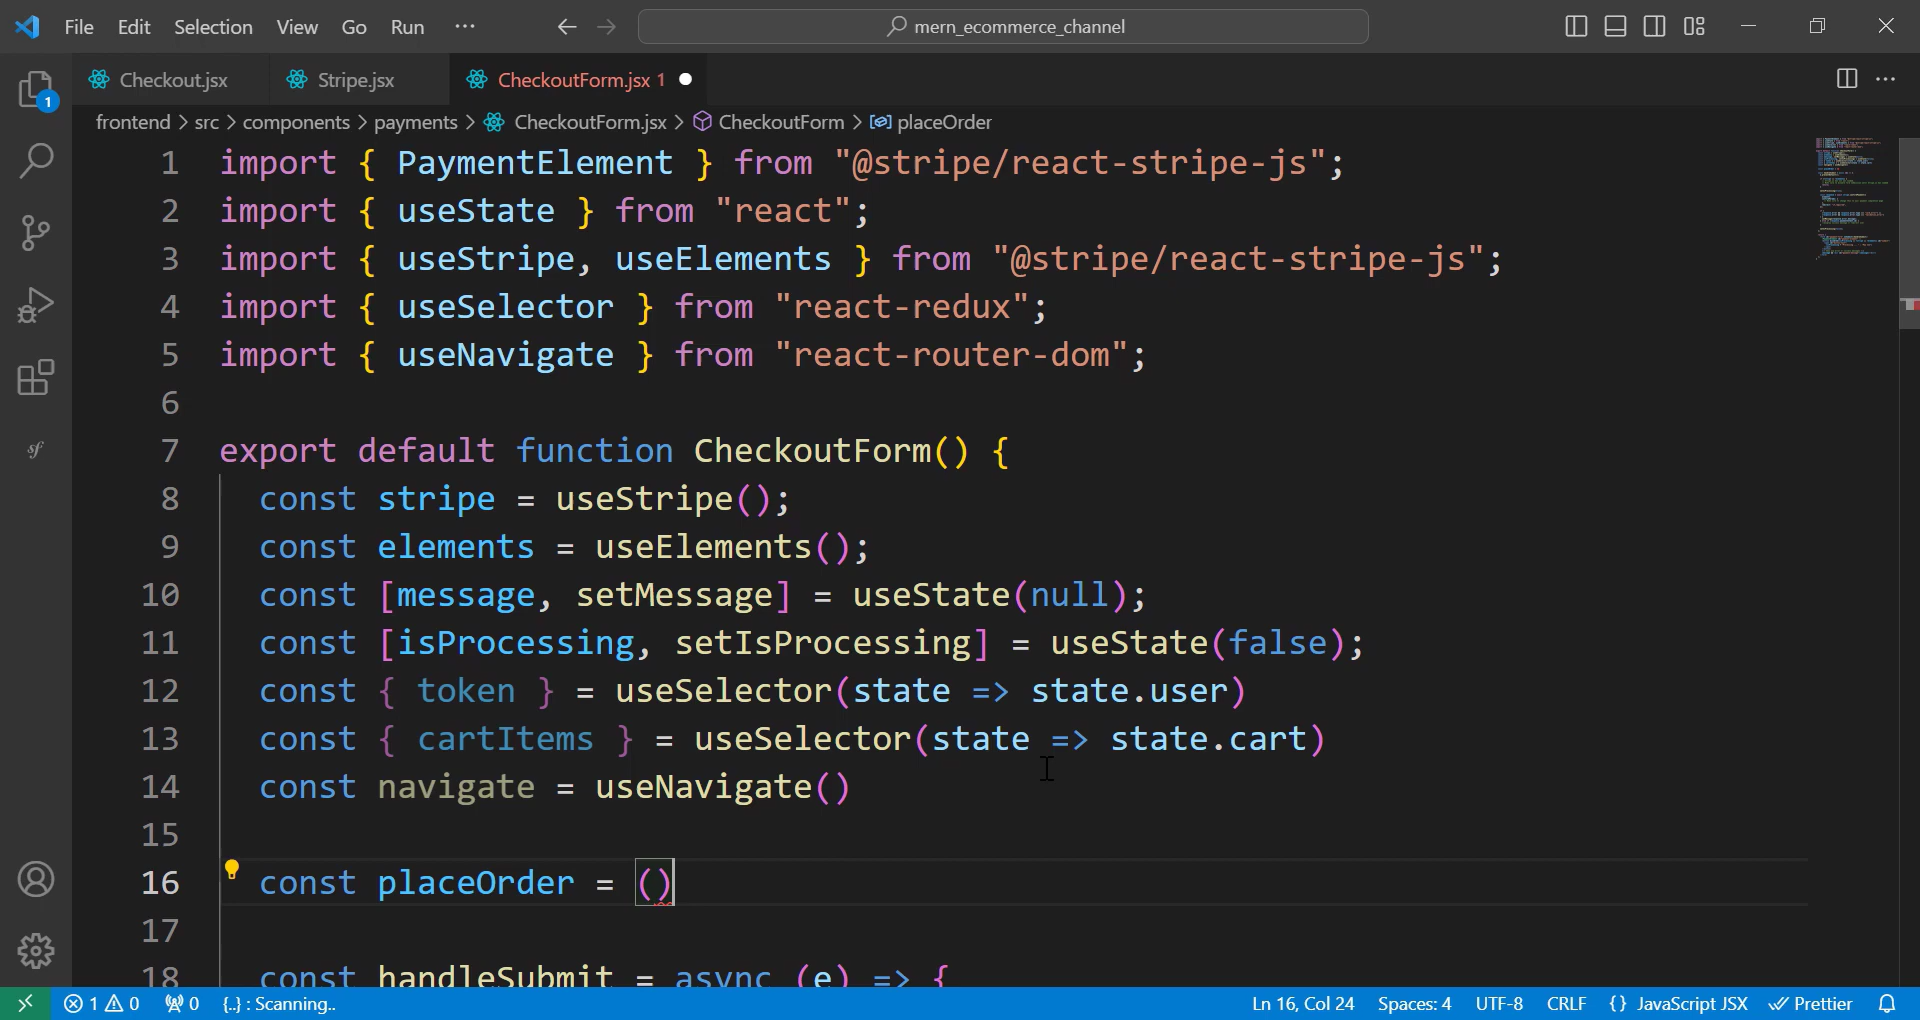 File Edit Selection View Go Run ··· mern_ecommerce_channel
Checkout.jsx Stripe.jsx CheckoutForm.jsx 1
frontend > src > components > payments > CheckoutForm.jsx > CheckoutForm > placeOrder
1 import { PaymentElement } from "@stripe/react-stripe-js";
2 import { useState } from "react";
3 import { useStripe, useElements } from "@stripe/react-stripe-js";
4 import { useSelector } from "react-redux";
5 import { useNavigate } from "react-router-dom";
6
7 export default function CheckoutForm() {
8 const stripe = useStripe();
9 const elements = useElements();
10 const [message, setMessage] = useState(null);
11 const [isProcessing, setIsProcessing] = useState(false);
12 const { token } = useSelector(state => state.user)
13 const { cartItems } = useSelector(state => state.cart)
14 const navigate = useNavigate()
15
16 const placeOrder = ()
17
18 const handleSubmit = async (e) => {
1
sf
1 0 0 {..} : Scanning.. Ln 16, Col 24 Spaces: 4 UTF-8 CRLF {} JavaScript JSX Prettier